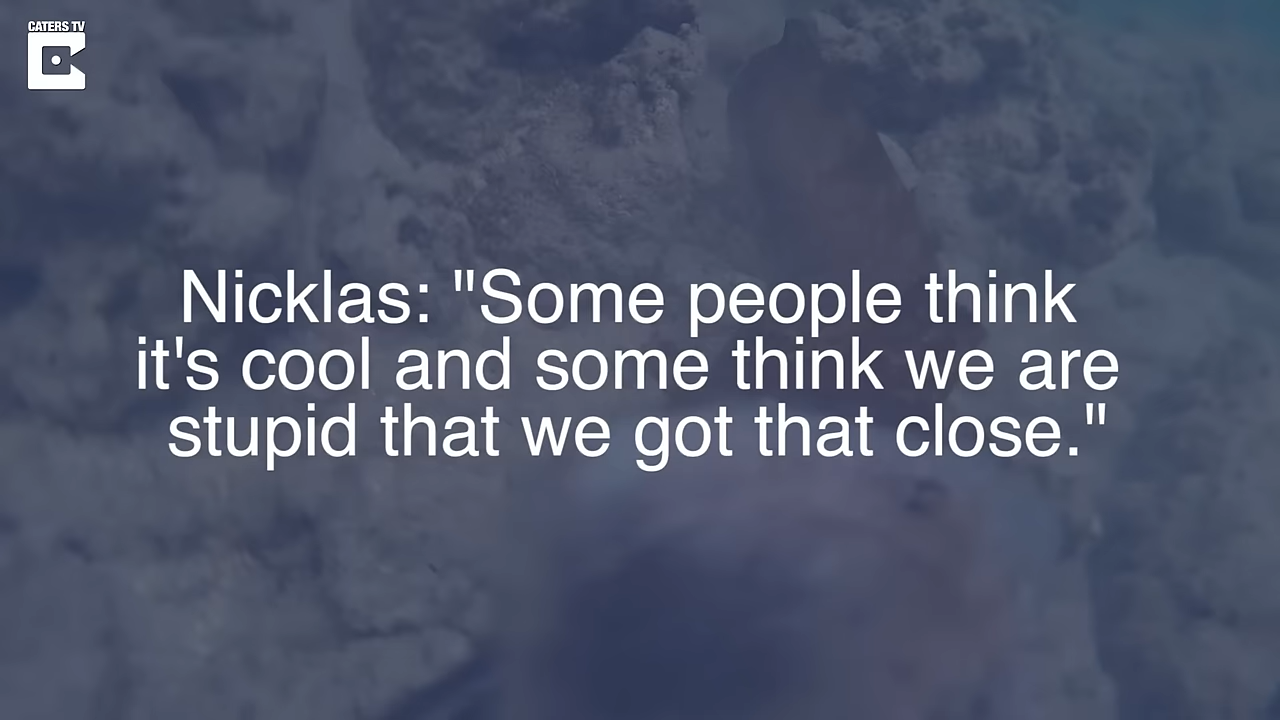 CATERS TV
Nicklas: "Some people think
it's cool and some think we are
stupid that we got that close."